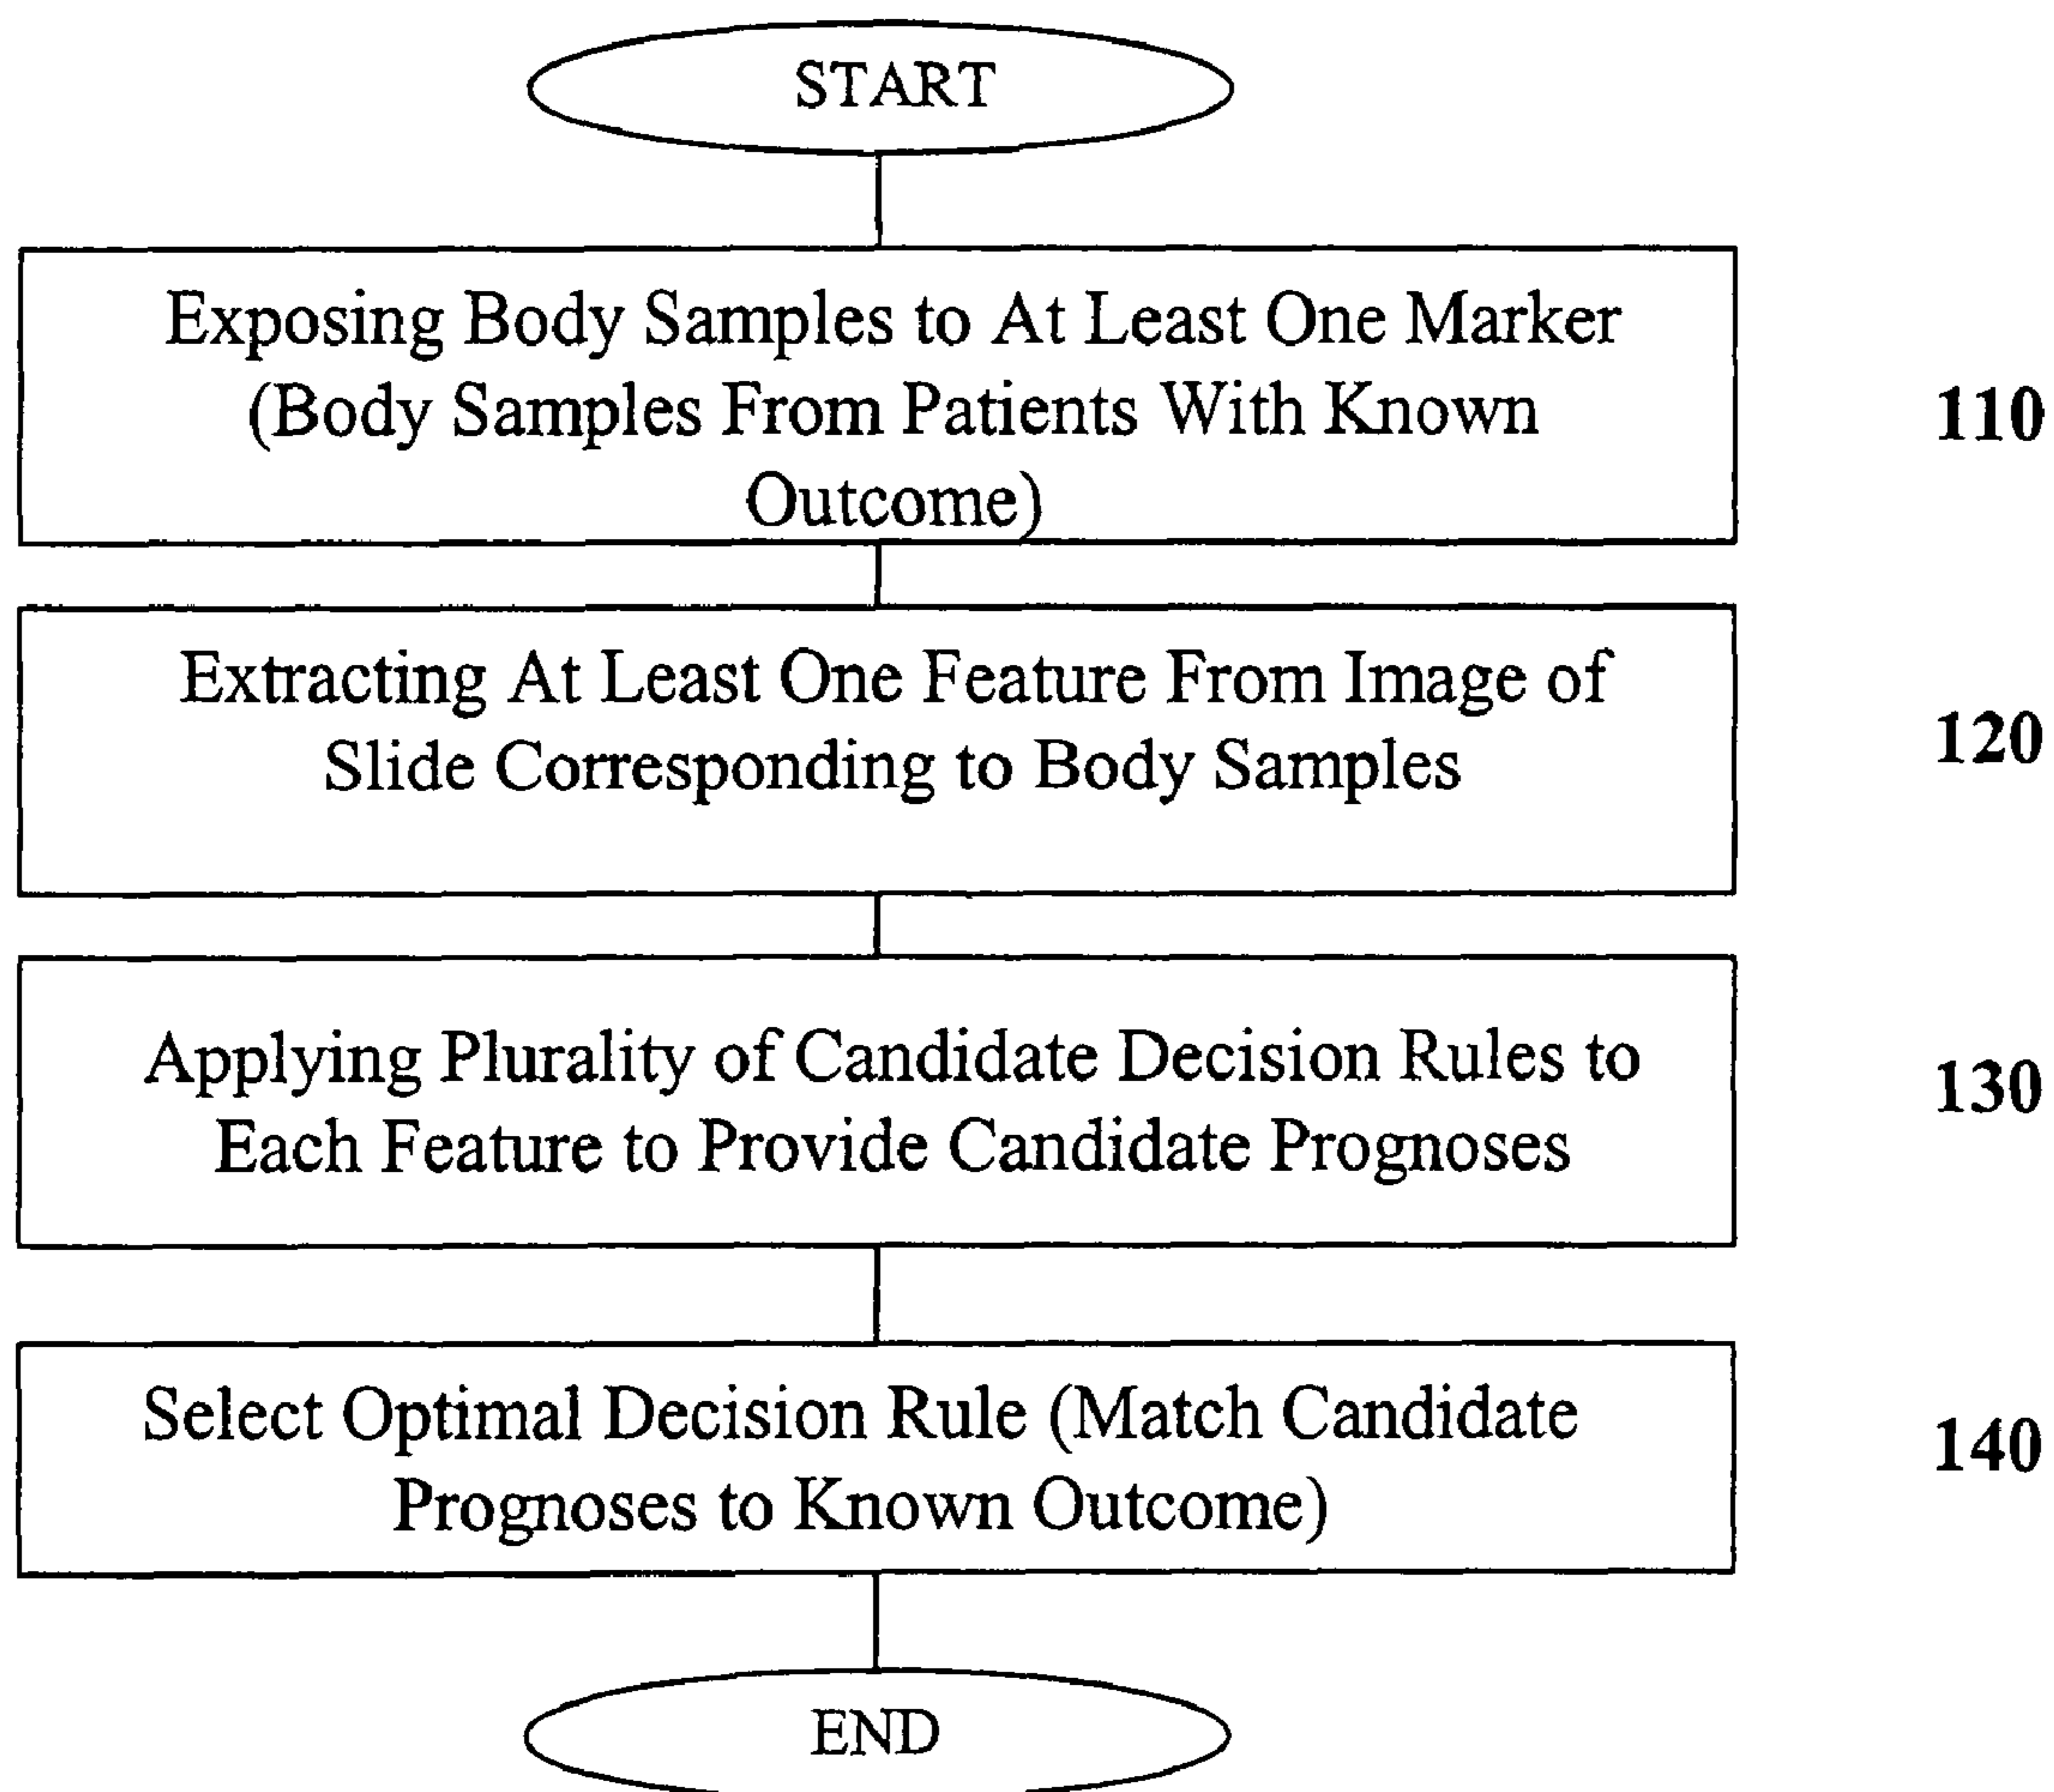 START
Exposing Body Samples to At Least One Marker
(Body Samples From Patients With Known
Outcome)
110
Extracting At Least One Feature From Image of
Slide Corresponding to Body Samples
120
Applying Plurality of Candidate Decision Rules to
Each Feature to Provide Candidate Prognoses
130
Select Optimal Decision Rule (Match Candidate
Prognoses to Known Outcome)
140
END